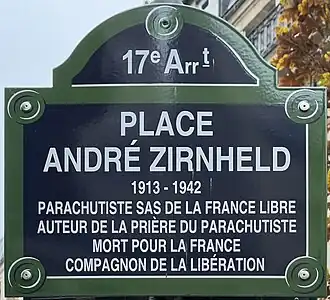 17e Arrt
PLACE
ANDRÉ ZIRNHELD
1913 - 1942
PARACHUTISTE SAS DE LA FRANCE LIBRE
AUTEUR DE LA PRIÈRE DU PARACHUTISTE
MORT POUR LA FRANCE
COMPAGNON DE LA LIBÉRATION